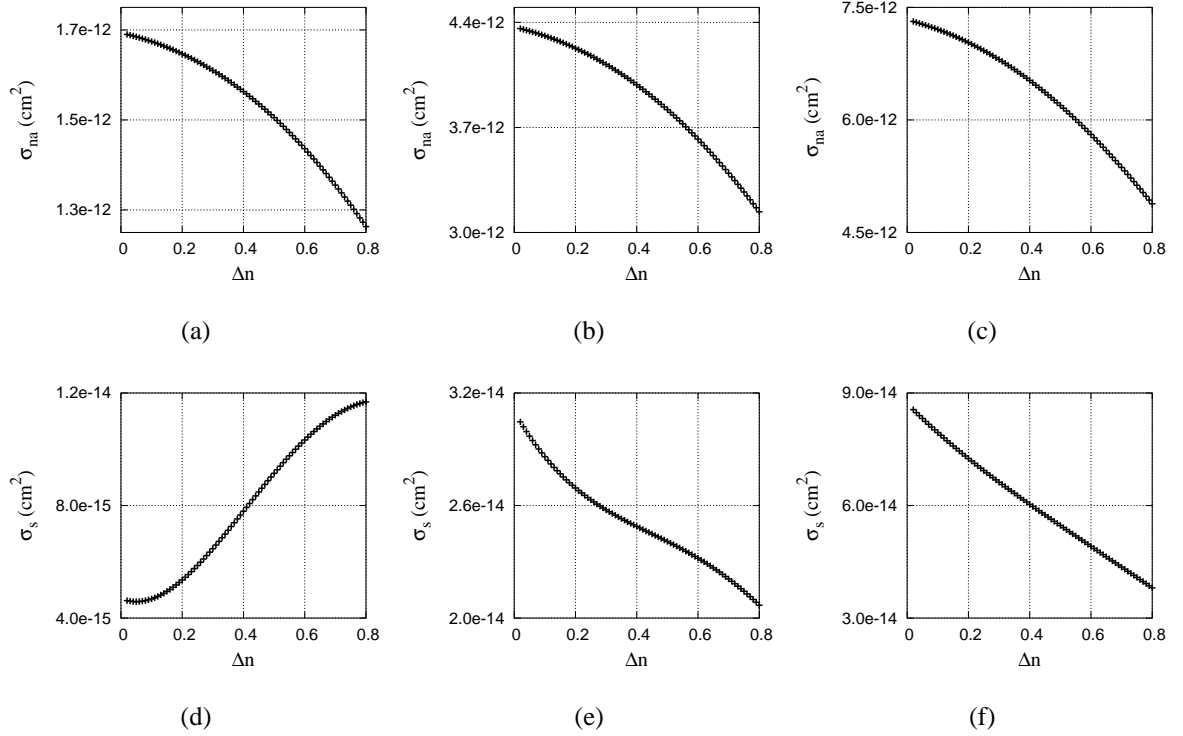 1.7e-12
1.5e-12
1.3e-12
σna (cm2)
0 0.2 0.4 0.6 0.8
Δn
(a)
4.4e-12
3.7e-12
3.0e-12
σna (cm2)
0 0.2 0.4 0.6 0.8
Δn
(b)
7.5e-12
6.0e-12
4.5e-12
σna (cm2)
0 0.2 0.4 0.6 0.8
Δn
(c)
1.2e-14
8.0e-15
4.0e-15
σs (cm2)
0 0.2 0.4 0.6 0.8
Δn
(d)
3.2e-14
2.6e-14
2.0e-14
σs (cm2)
0 0.2 0.4 0.6 0.8
Δn
(e)
9.0e-14
6.0e-14
3.0e-14
σs (cm2)
0 0.2 0.4 0.6 0.8
Δn
(f)